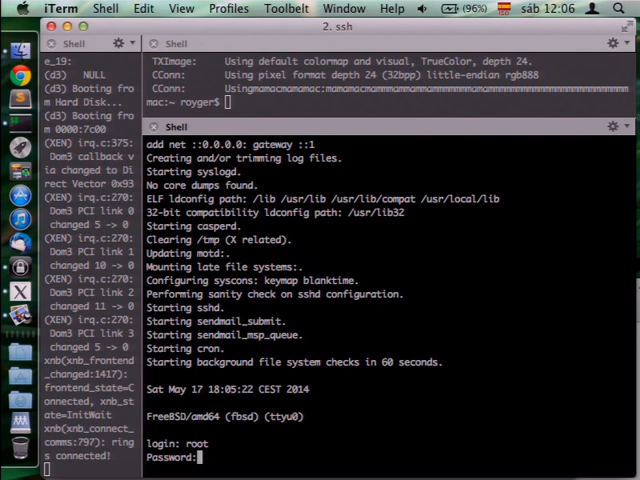 iTerm Shell Edit View Profiles Toolbelt Window Help (96%) sáb 12:06
2. ssh
Shell
e_19:
(d3) NULL
(d3) Booting fro
m Hard Disk...
(d3) Booting fro
m 0000:7c00
(XEN) irq.c:375:
Dom3 callback v
ia changed to Di
rect Vector 0x93
(XEN) irq.c:270:
Dom3 PCI link 0
changed 5 -> 0
(XEN) irq.c:270:
Dom3 PCI link 1
changed 10 -> 0
(XEN) irq.c:270:
Dom3 PCI link 2
changed 11 -> 0
(XEN) irq.c:270:
Dom3 PCI link 3
changed 5 -> 0
xnb(xnb_frontend
_changed:1417):
frontend_state=C
onnected, xnb_st
ate=InitWait
xnb(xnb_connect_
comms:797): ring
s connected!
Shell
TXImage: Using default colormap and visual, TrueColor, depth 24.
CConn: Using pixel format depth 24 (32bpp) little-endian rgb888
CConn:
mac:~ royger$
Shell
add net ::0.0.0.0: gateway ::1
Creating and/or trimming log files.
Starting syslogd.
No core dumps found.
ELF ldconfig path: /lib /usr/lib /usr/lib/compat /usr/local/lib
32-bit compatibility ldconfig path: /usr/lib32
Starting casperd.
Clearing /tmp (X related).
Updating motd:.
Mounting late file systems:.
Configuring syscons: keymap blanktime.
Performing sanity check on sshd configuration.
Starting sshd.
Starting sendmail_submit.
Starting sendmail_msp_queue.
Starting cron.
Starting background file system checks in 60 seconds.
Sat May 17 18:05:22 CEST 2014
FreeBSD/amd64 (fbsd) (ttyu0)
login: root
Password: